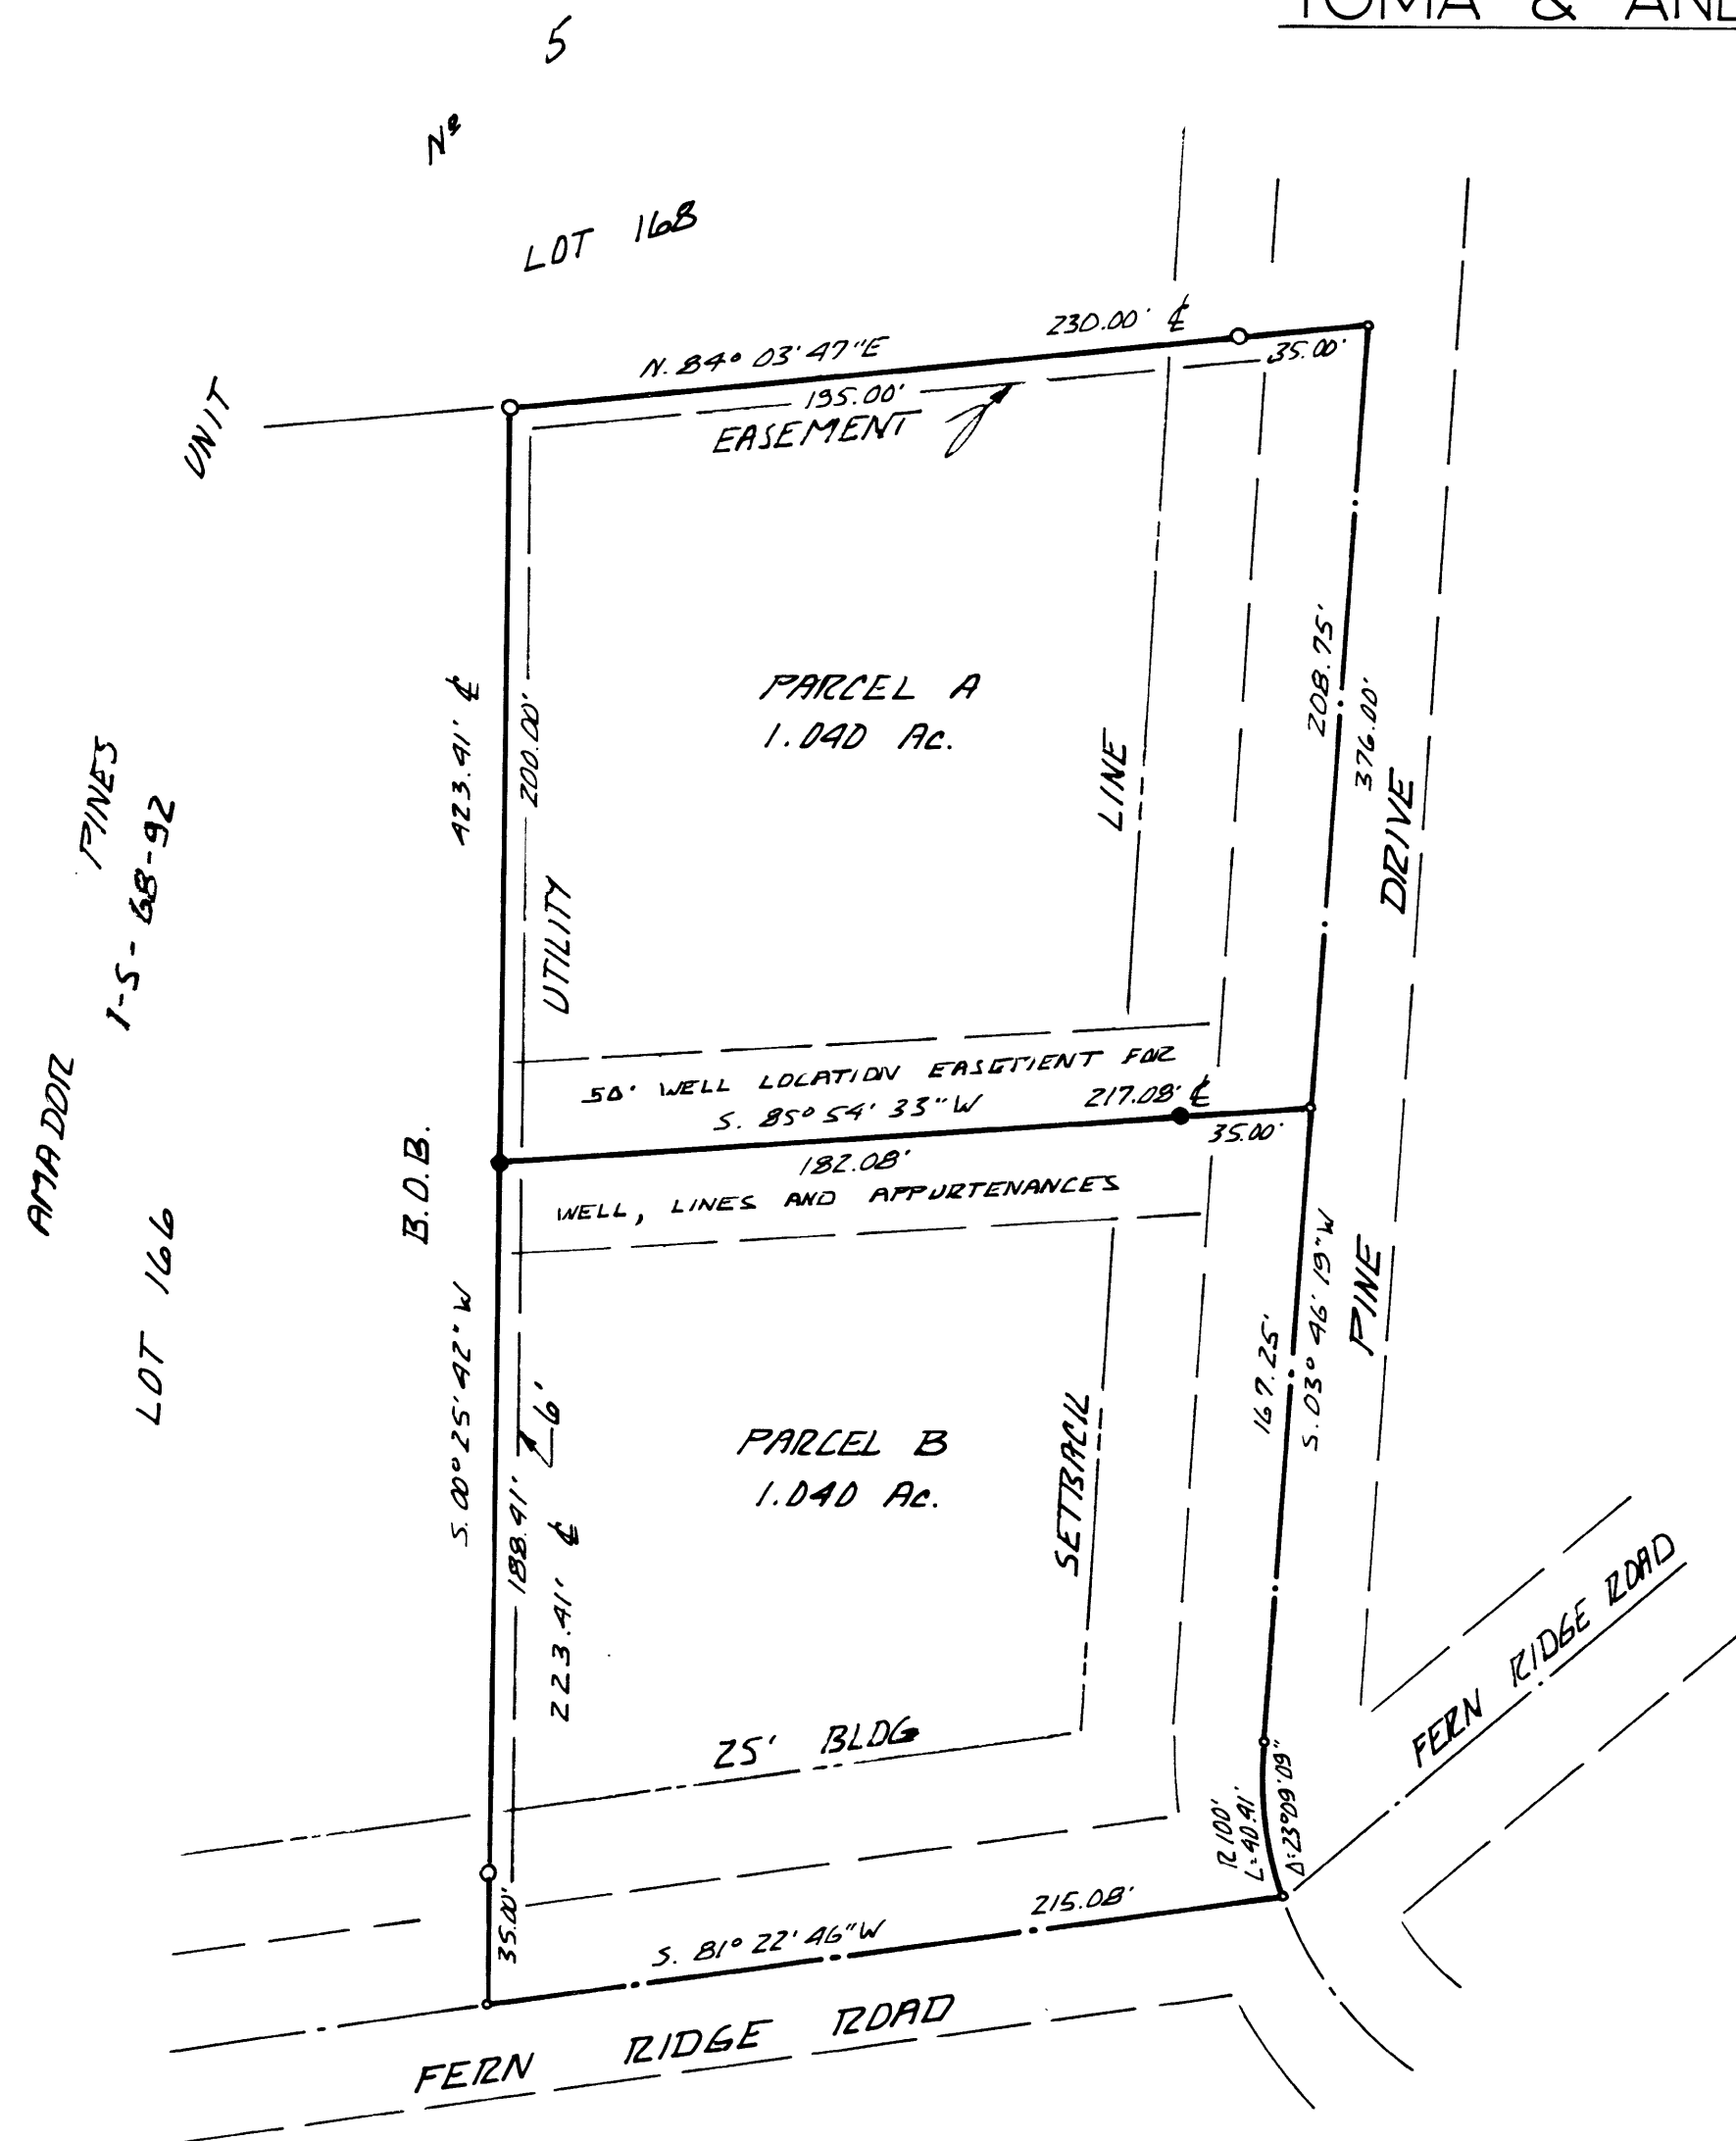 TOMA & AND
5
Nº
LOT 168
UNIT
N. 84° 03' 47" E
230.00' ℄
35.00'
195.00'
EASEMENT
423.41' ℄
200.00'
PARCEL A
1.040 Ac.
LINE
208.75'
376.00'
DRIVE
PINES
1-S-6B-92
AMADOR
UTILITY
50' WELL LOCATION EASEMENT FOR
S. 85° 54' 33" W
217.08' ℄
35.00'
182.08'
WELL, LINES AND APPURTENANCES
B.O.B.
LOT 166
S. 00° 25' 42" W
6'
188.41'
223.41' ℄
PARCEL B
1.040 Ac.
SETBACK
167.25'
S. 03° 46' 19" W
PINE
25' BLDG
R 100'
L=40.41'
Δ:23°09'09"
FERN RIDGE ROAD
35.00'
S. 81° 22' 46" W
215.08'
FERN RIDGE ROAD